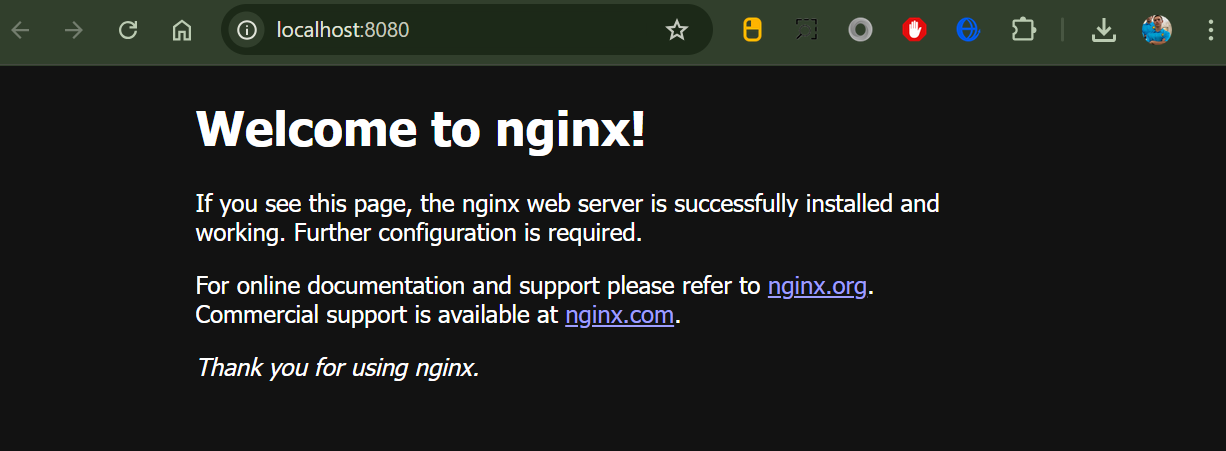 localhost:8080
Welcome to nginx!
If you see this page, the nginx web server is successfully installed and
working. Further configuration is required.
For online documentation and support please refer to nginx.org.
Commercial support is available at nginx.com.
Thank you for using nginx.